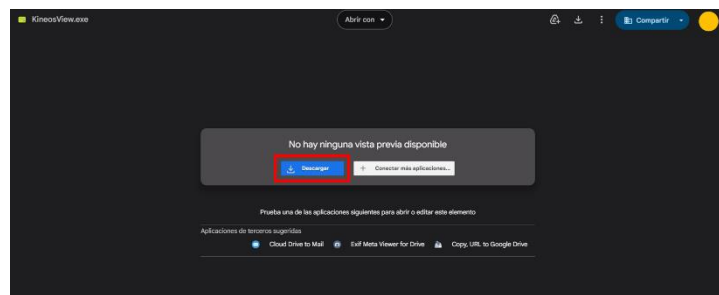 KineosView.exe
Abrir con
Compartir
No hay ninguna vista previa disponible
Descargar
+ Conectar más aplicaciones...
Prueba una de las aplicaciones siguientes para abrir o editar este elemento
Aplicaciones de terceros sugeridas
Cloud Drive to Mail Exif Meta Viewer for Drive Copy, URL to Google Drive